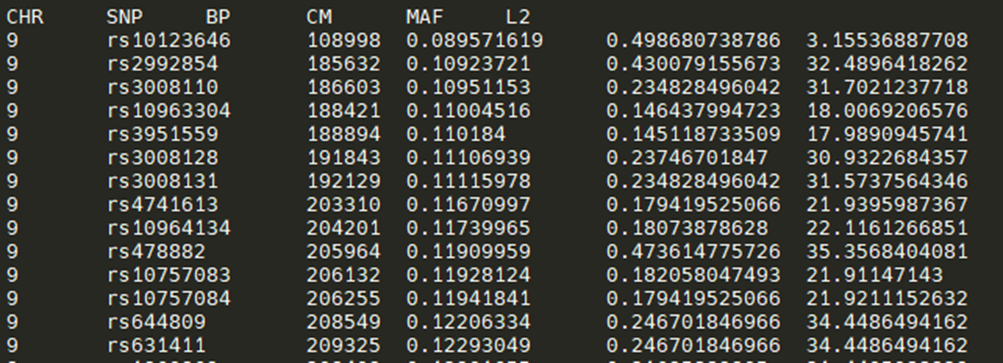 CHR SNP BP CM MAF L2
9 rs10123646 108998 0.089571619 0.498680738786 3.15536887708
9 rs2992854 185632 0.10923721 0.430079155673 32.4896418262
9 rs3008110 186603 0.10951153 0.234828496042 31.7021237718
9 rs10963304 188421 0.11004516 0.146437994723 18.0069206576
9 rs3951559 188894 0.110184 0.145118733509 17.9890945741
9 rs3008128 191843 0.11106939 0.23746701847 30.9322684357
9 rs3008131 192129 0.11115978 0.234828496042 31.5737564346
9 rs4741613 203310 0.11670997 0.179419525066 21.9395987367
9 rs10964134 204201 0.11739965 0.18073878628 22.1161266851
9 rs478882 205964 0.11909959 0.473614775726 35.3568404081
9 rs10757083 206132 0.11928124 0.182058047493 21.91147143
9 rs10757084 206255 0.11941841 0.179419525066 21.9211152632
9 rs644809 208549 0.12206334 0.246701846966 34.4486494162
9 rs631411 209325 0.12293049 0.246701846966 34.4486494162